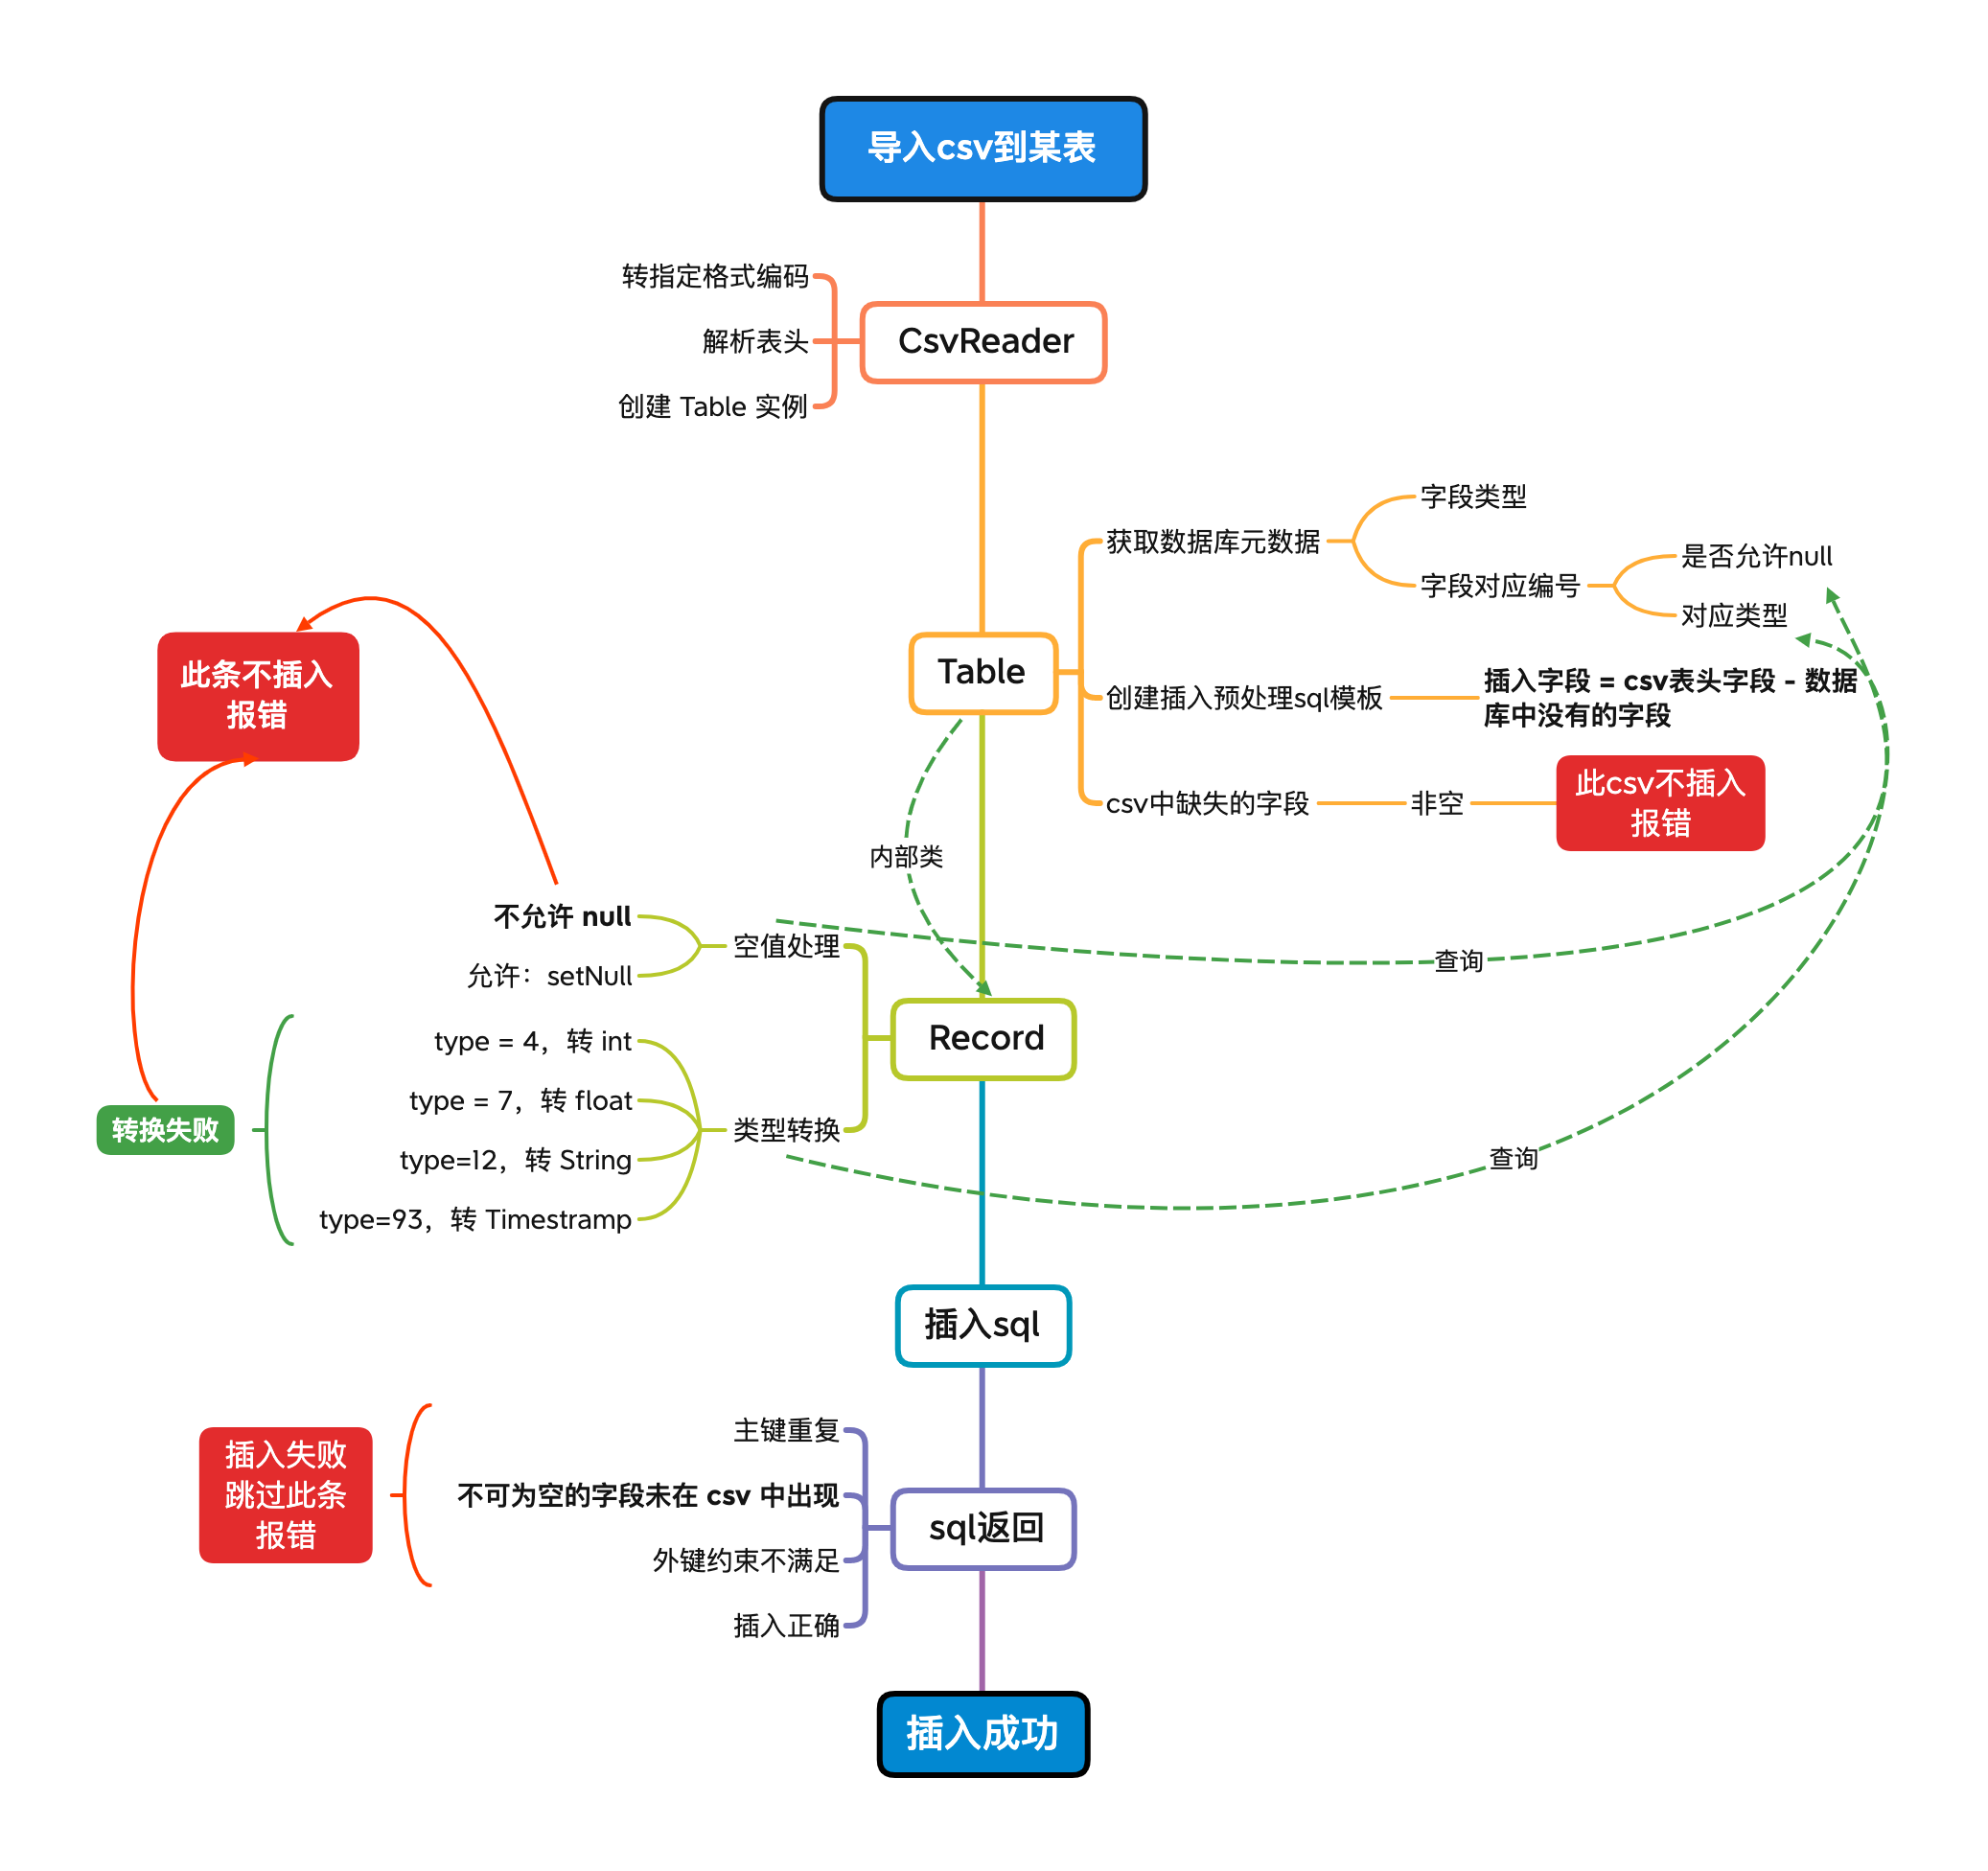 导入csv到某表
转指定格式编码
解析表头
创建 Table 实例
CsvReader
字段类型
获取数据库元数据
字段对应编号
是否允许null
对应类型
Table
创建插入预处理sql模板
插入字段 = csv表头字段 - 数据
库中没有的字段
csv中缺失的字段
非空
此csv不插入
报错
此条不插入
报错
内部类
不允许 null
空值处理
允许：setNull
查询
Record
type = 4，转 int
type = 7，转 float
类型转换
type=12，转 String
type=93，转 Timestramp
转换失败
查询
插入sql
主键重复
不可为空的字段未在 csv 中出现
外键约束不满足
插入正确
sql返回
插入失败
跳过此条
报错
插入成功